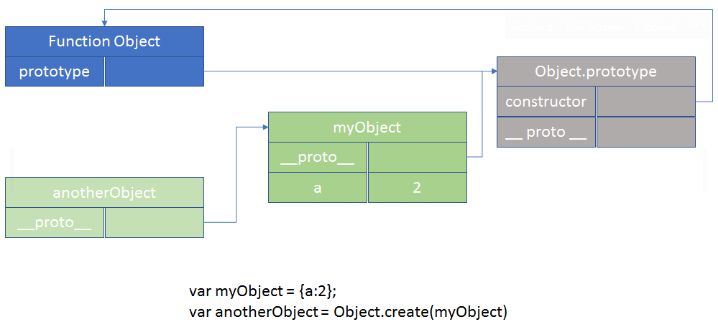 Function Object
prototype
Object.prototype
constructor
__ proto __
myObject
__proto__
a 2
anotherObject
__proto__
var myObject = {a:2};
var anotherObject = Object.create(myObject)